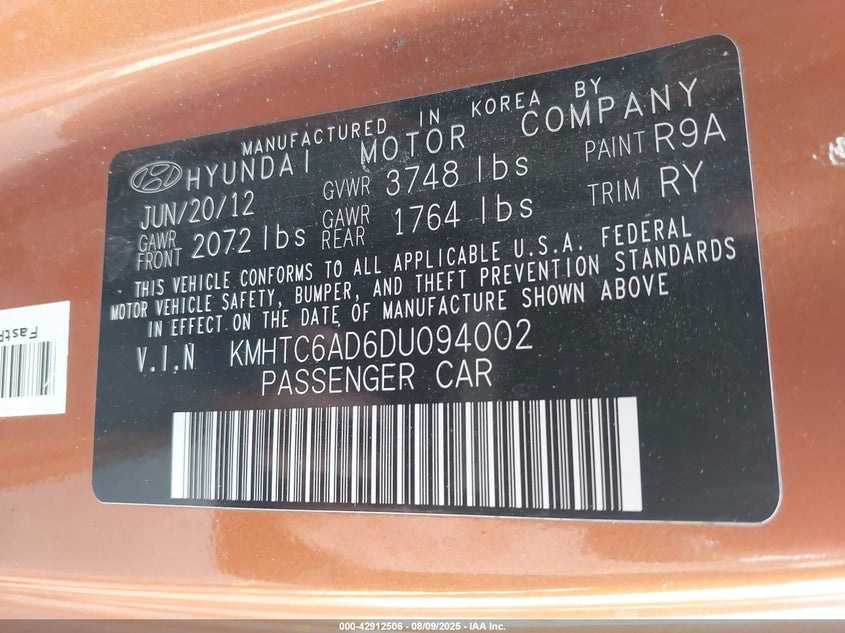 MANUFACTURED IN KOREA BY
HYUNDAI MOTOR COMPANY
JUN/20/12 GVWR 3748 lbs PAINT R9A
GAWR FRONT 2072 lbs GAWR REAR 1764 lbs TRIM RY
THIS VEHICLE CONFORMS TO ALL APPLICABLE U.S.A. FEDERAL
MOTOR VEHICLE SAFETY, BUMPER, AND THEFT PREVENTION STANDARDS
IN EFFECT ON THE DATE OF MANUFACTURE SHOWN ABOVE
V.I.N KMHTC6AD6DU094002
PASSENGER CAR
000-42912506 - 08/09/2025 - IAA Inc.